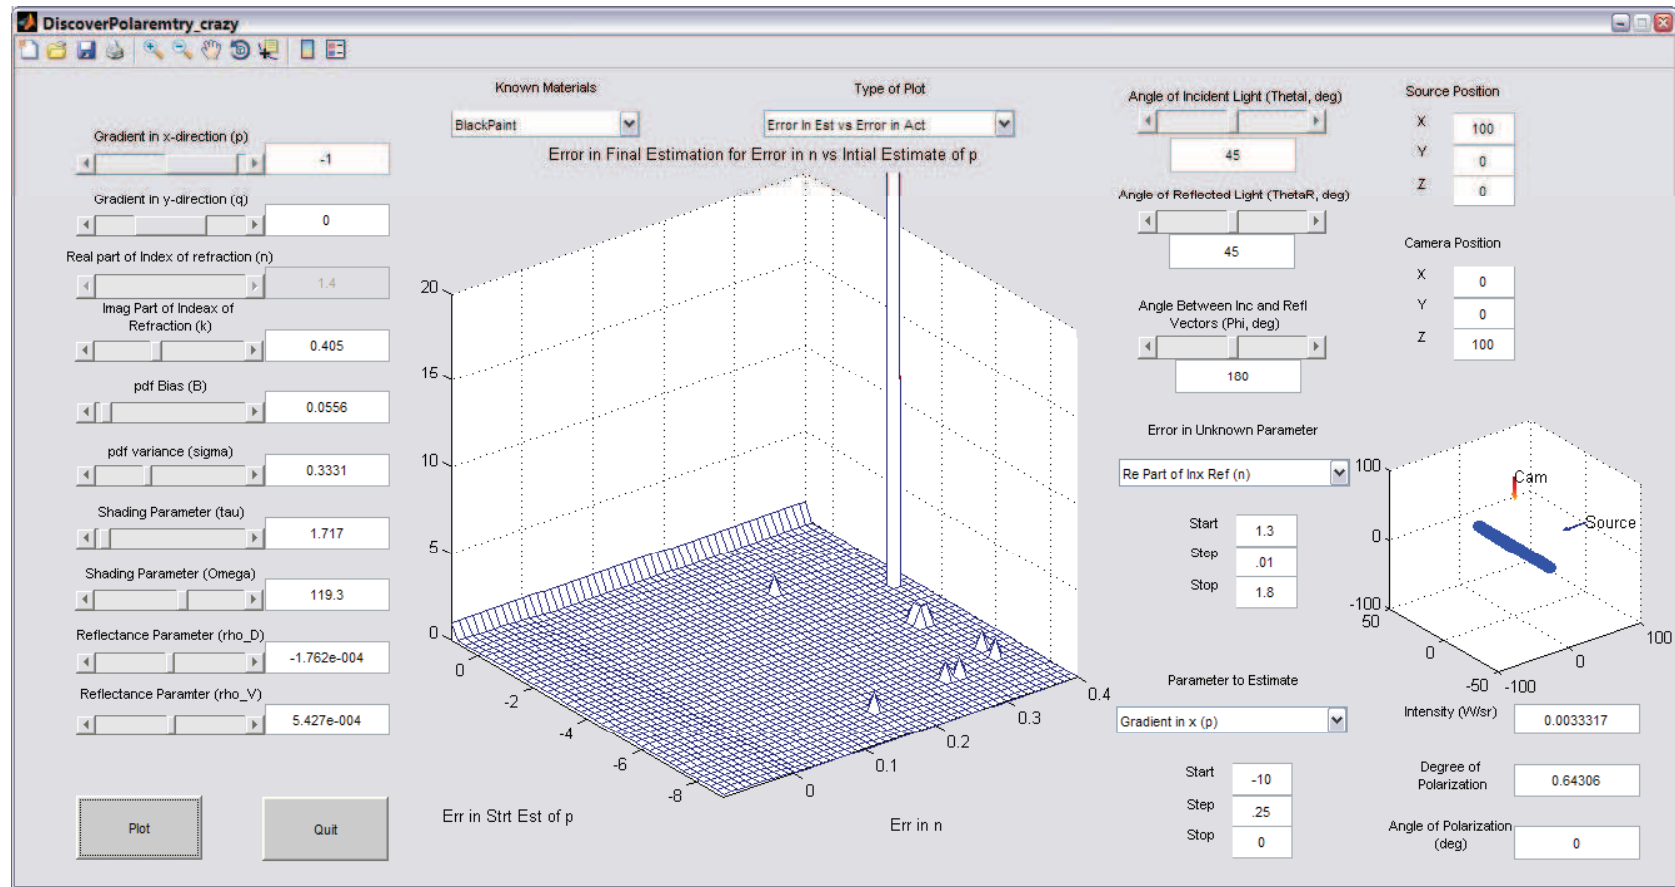 DiscoverPolaremtry_crazy
Known Materials
BlackPaint
Type of Plot
Error In Est vs Error in Act
Gradient in x-direction (p)
-1
Gradient in y-direction (q)
0
Real part of Index of refraction (n)
1.4
Imag Part of Indeax of
Refraction (k)
0.405
pdf Bias (B)
0.0556
pdf variance (sigma)
0.3331
Shading Parameter (tau)
1.717
Shading Parameter (Omega)
119.3
Reflectance Parameter (rho_D)
-1.762e-004
Reflectance Paramter (rho_V)
5.427e-004
Plot
Quit
Error in Final Estimation for Error in n vs Intial Estimate of p
20
15
10
5
0
0
-2
-4
-6
-8
Err in Strt Est of p
0
0.1
0.2
0.3
0.4
Err in n
Angle of Incident Light (ThetaI, deg)
45
Angle of Reflected Light (ThetaR, deg)
45
Angle Between Inc and Refl
Vectors (Phi, deg)
180
Error in Unknown Parameter
Re Part of Inx Ref (n)
Start
1.3
Step
.01
Stop
1.8
Parameter to Estimate
Gradient in x (p)
Start
-10
Step
.25
Stop
0
Source Position
X
100
Y
0
Z
0
Camera Position
X
0
Y
0
Z
100
100
0
-100
50
0
-50
-100
0
100
Cam
Source
Intensity (W/sr)
0.0033317
Degree of
Polarization
0.64306
Angle of Polarization
(deg)
0